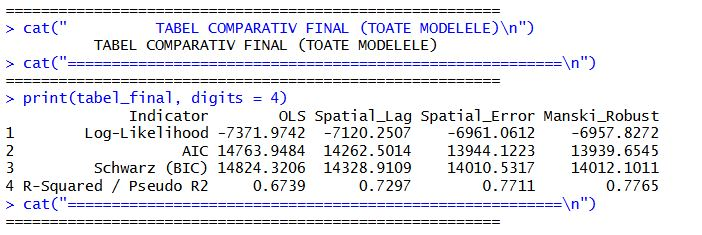 ==========================================================
> cat("            TABEL COMPARATIV FINAL (TOATE MODELELE)\n")
            TABEL COMPARATIV FINAL (TOATE MODELELE)
> cat("==========================================================\n")
==========================================================
> print(tabel_final, digits = 4)
               Indicator        OLS Spatial_Lag Spatial_Error Manski_Robust
1         Log-Likelihood -7371.9742  -7120.2507    -6961.0612    -6957.8272
2                    AIC 14763.9484  14262.5014    13944.1223    13939.6545
3          Schwarz (BIC) 14824.3206  14328.9109    14010.5317    14012.1011
4 R-Squared / Pseudo R2     0.6739      0.7297        0.7711        0.7765
> cat("==========================================================\n")
==========================================================